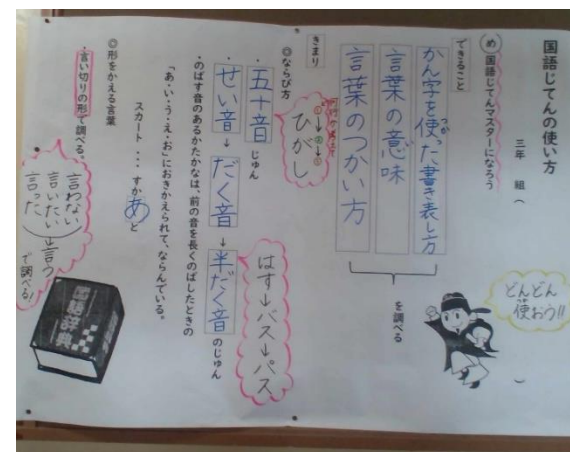 国語じてんの使い方
三年　組（　　　）
め 国語じてんマスターになろう
できること
かん字を使った書き表し方
つか
言葉の意味
言葉のつかい方
を調べる
どんどん
使おう!!
きまり
ひがし
①→②→③
◎ならび方
・五十音じゅん
・せい音→だく音→半だく音のじゅん
はす→バス→パス
・のばす音のあるかたかなは、前の音を長くのばしたときの
「あ・い・う・え・お」におきかえられて、ならんでいる。
スカート・・・すかあと
◎形をかえる言葉
・言い切りの形で調べる。
言わない
言いたい
言った
→言う
で調べる!
国語辞典